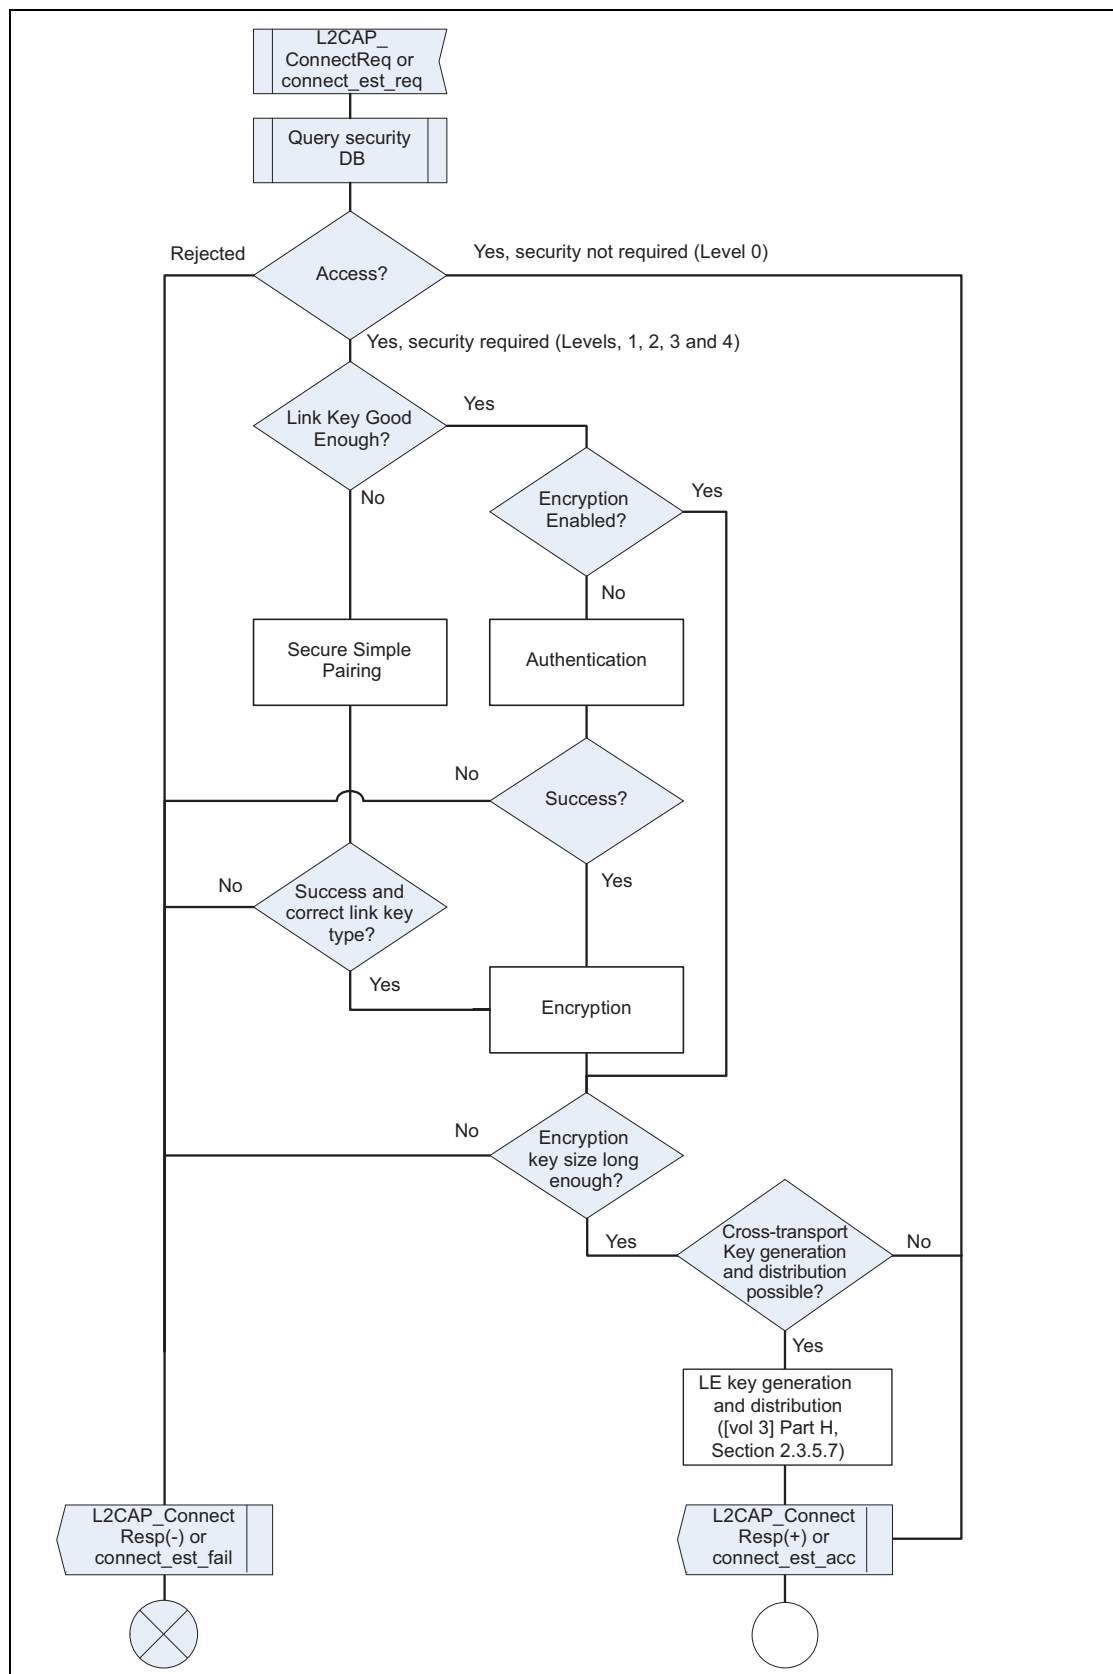 L2CAP_
ConnectReq or
connect_est_req
Query security
DB
Rejected
Access?
Yes, security not required (Level 0)
Yes, security required (Levels, 1, 2, 3 and 4)
Link Key Good
Enough?
Yes
No
Encryption
Enabled?
Yes
No
Secure Simple
Pairing
Authentication
No
Success?
Yes
No
Success and
correct link key
type?
Yes
Encryption
No
Encryption
key size long
enough?
Yes
Cross-transport
Key generation
and distribution
possible?
No
Yes
LE key generation
and distribution
([vol 3] Part H,
Section 2.3.5.7)
L2CAP_Connect
Resp(-) or
connect_est_fail
L2CAP_Connect
Resp(+) or
connect_est_acc